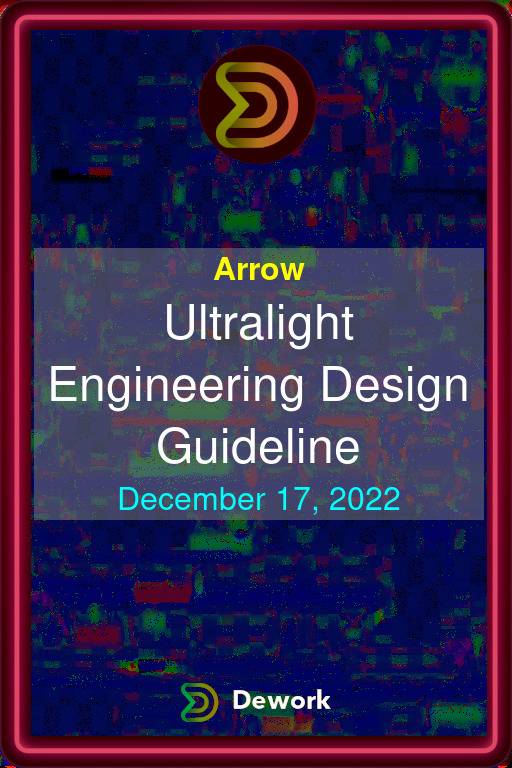 Arrow
Ultralight
Engineering Design
Guideline
December 17, 2022
Dework